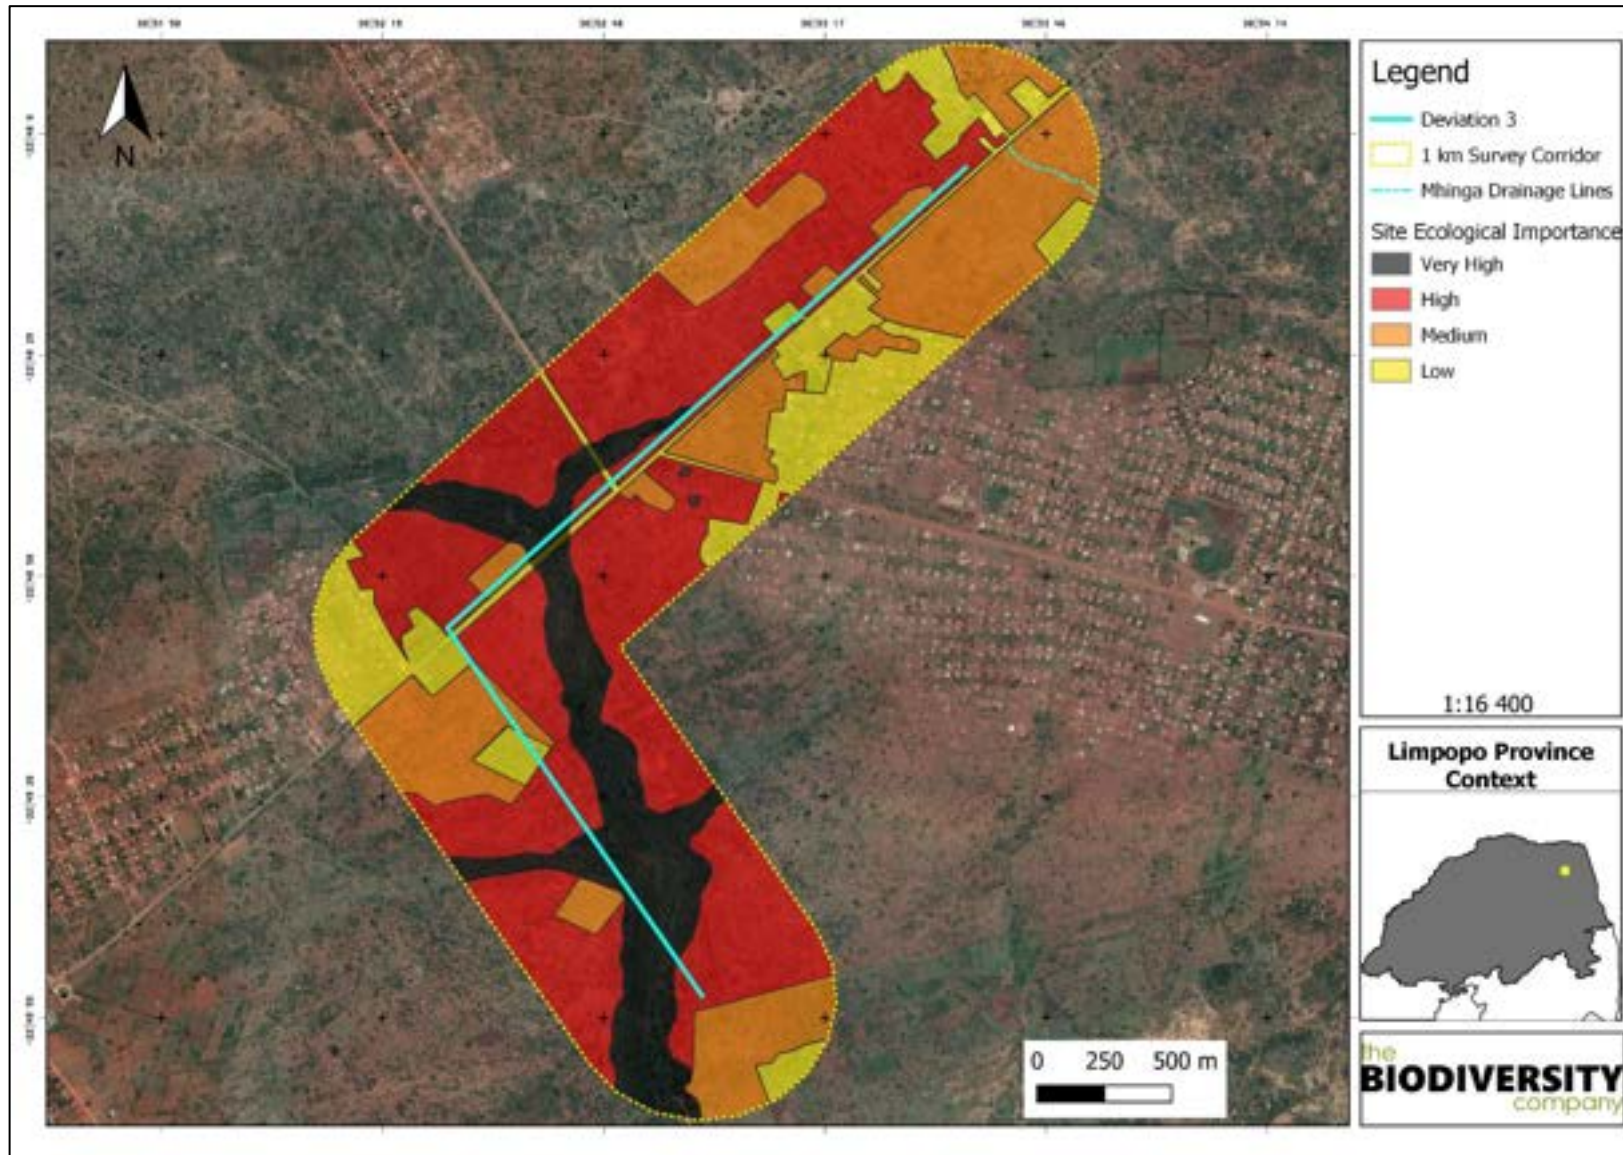 N
Legend
Deviation 3
1 km Survey Corridor
Mhinga Drainage Lines
Site Ecological Importance
Very High
High
Medium
Low
1:16 400
Limpopo Province
Context
0 250 500 m
the
BIODIVERSITY
company